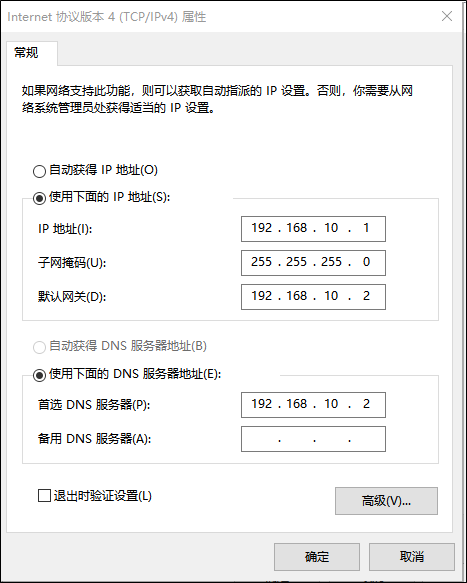 Internet 协议版本 4 (TCP/IPv4) 属性
常规
如果网络支持此功能，则可以获取自动指派的 IP 设置。否则，你需要从网
络系统管理员处获得适当的 IP 设置。
自动获得 IP 地址(O)
使用下面的 IP 地址(S):
IP 地址(I): 192 . 168 . 10 . 1
子网掩码(U): 255 . 255 . 255 . 0
默认网关(D): 192 . 168 . 10 . 2
自动获得 DNS 服务器地址(B)
使用下面的 DNS 服务器地址(E):
首选 DNS 服务器(P): 192 . 168 . 10 . 2
备用 DNS 服务器(A): . . .
退出时验证设置(L)
高级(V)...
确定 取消